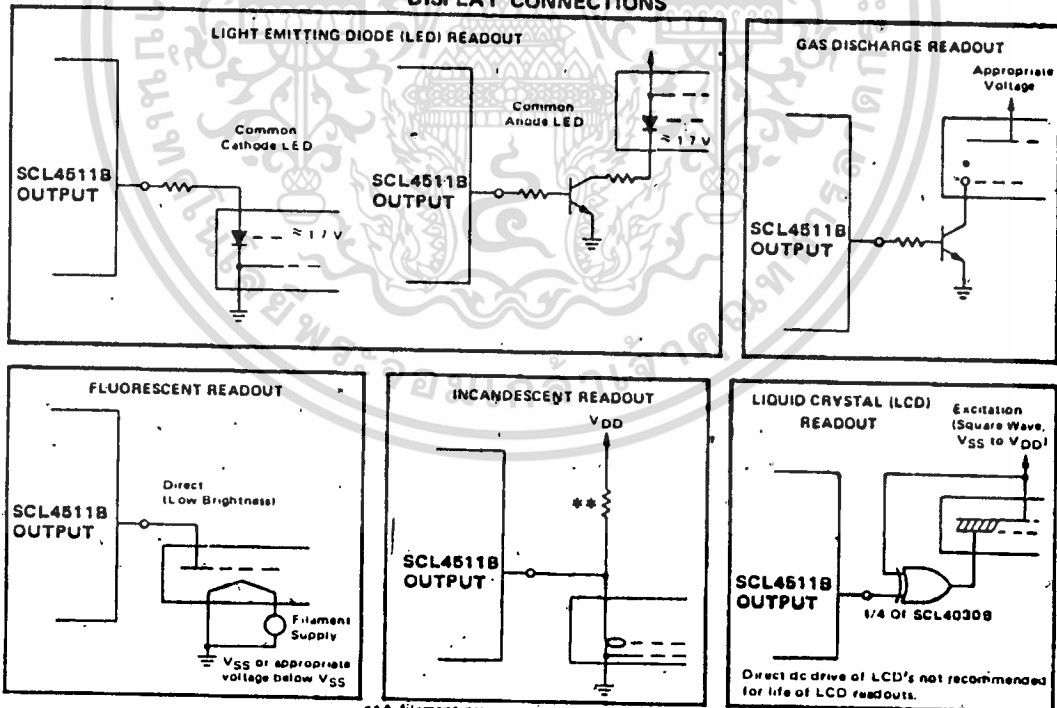 DISPLAY CONNECTIONS
LIGHT EMITTING DIODE (LED) READOUT
Common
Cathode LED
SCL4511B
OUTPUT
≈ 1 7 V
Common
Anode LED
SCL4511B
OUTPUT
≈ 1 7 V
GAS DISCHARGE READOUT
Appropriate
Voltage
SCL4511B
OUTPUT
FLUORESCENT READOUT
Direct
(Low Brightness)
SCL4511B
OUTPUT
Filament
Supply
VSS or appropriate
voltage below VSS
INCANDESCENT READOUT
VDD
**
SCL4511B
OUTPUT
LIQUID CRYSTAL (LCD)
READOUT
Excitation
(Square Wave,
VSS to VDD)
SCL4511B
OUTPUT
1/4 Of SCL4030B
Direct dc drive of LCD's not recommended
for life of LCD readouts.